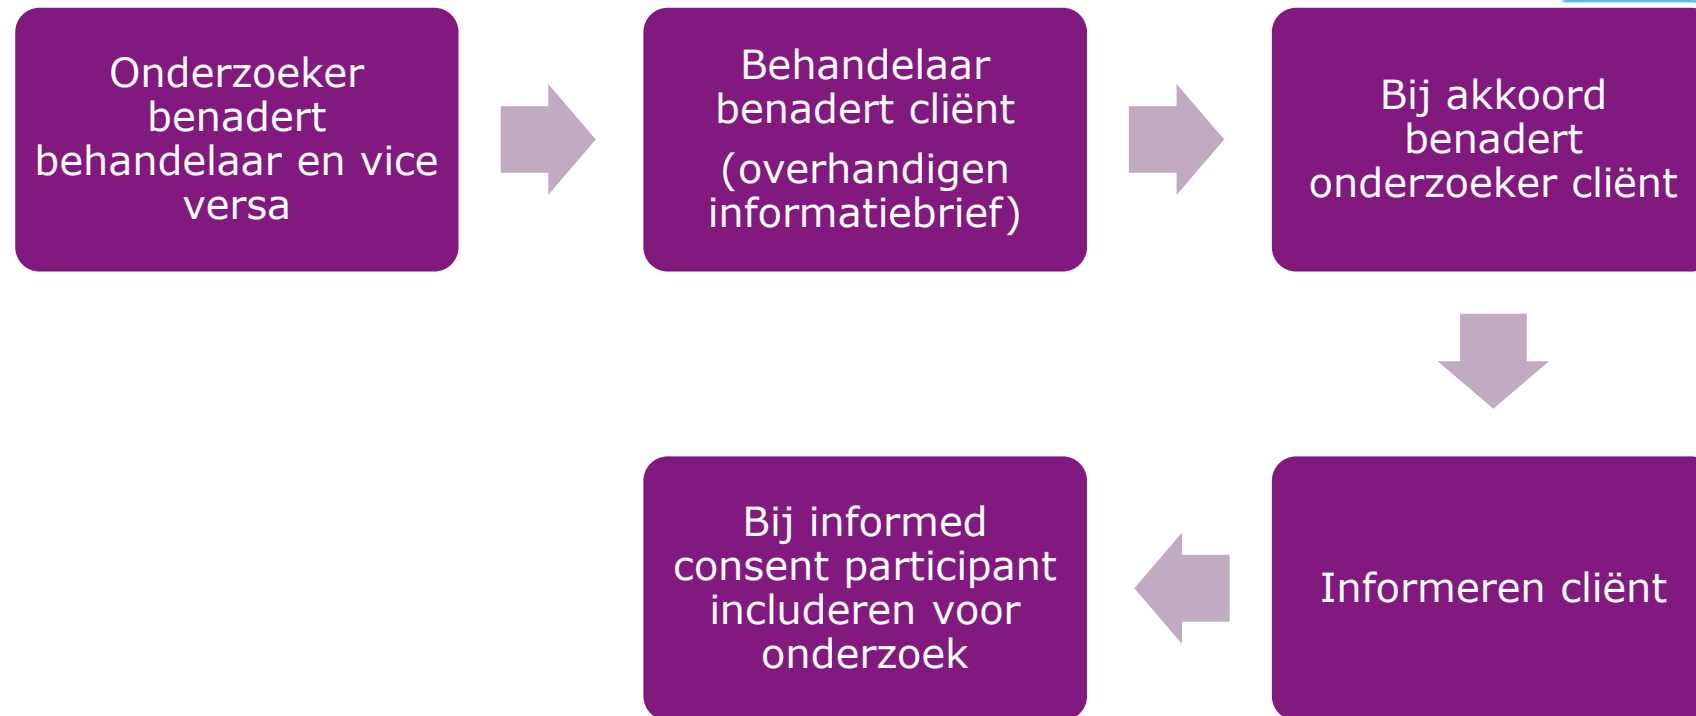 Onderzoeker
benadert
behandelaar en vice
versa
Behandelaar
benadert cliënt
(overhandigen
informatiebrief)
Bij akkoord
benadert
onderzoeker cliënt
Informeren cliënt
Bij informed
consent participant
includeren voor
onderzoek